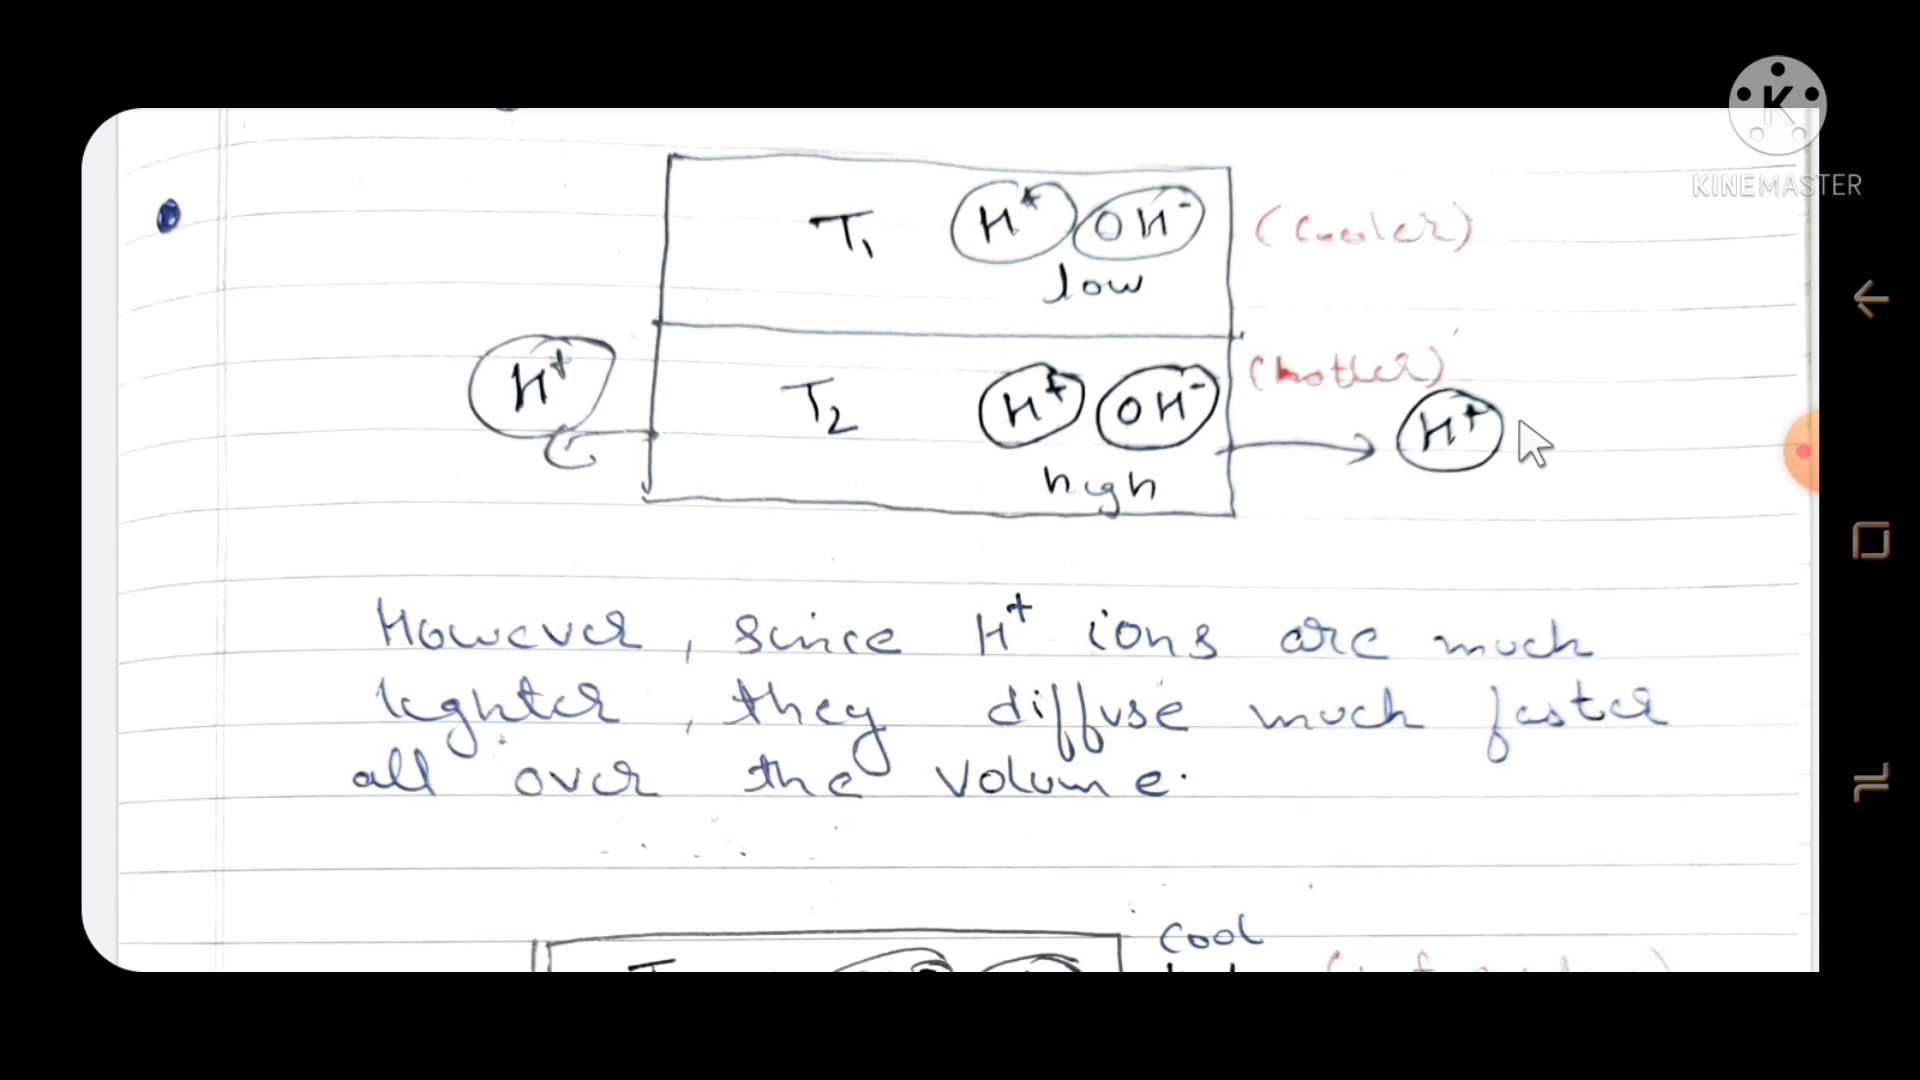 KINEMASTER
T₁ H⁺ OH⁻ (Cooler)
low
H⁺ T₂ H⁺ OH⁻ (hotter) H⁺
high
However, since H⁺ ions are much
lighter, they diffuse much faster
all over the volume.
Cool